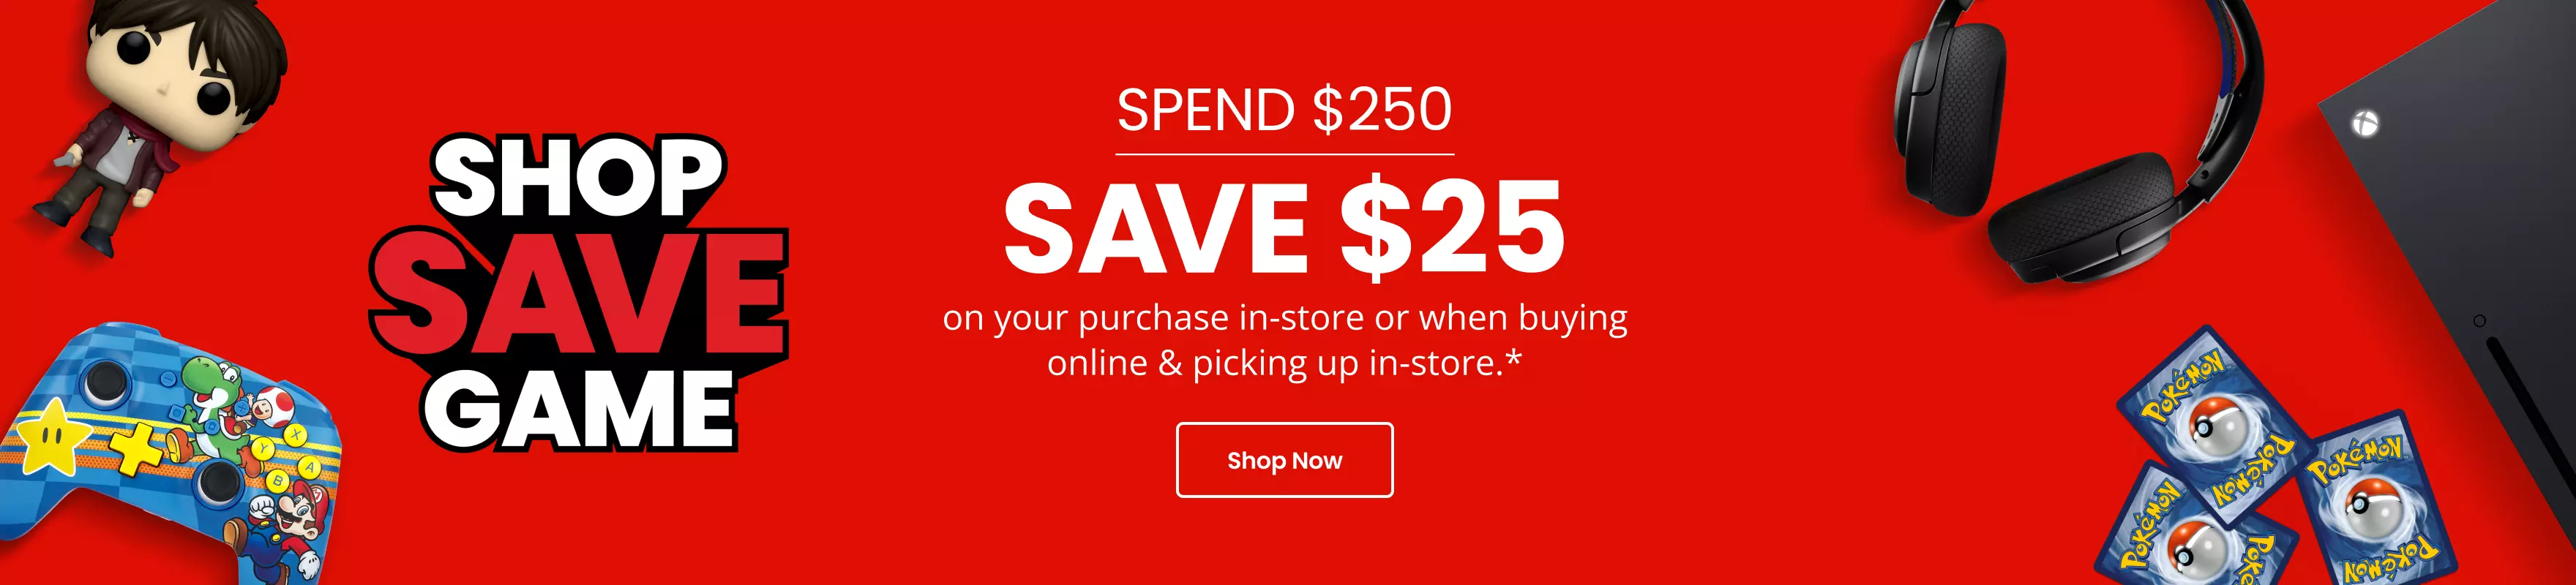 SHOP
SAVE
GAME
SPEND $250
SAVE $25
on your purchase in-store or when buying
online & picking up in-store.*
Shop Now
X
Y
A
B
M
POKéMON
POKéMON
POKéMON
POKéMON
POKéMON
POKéMON